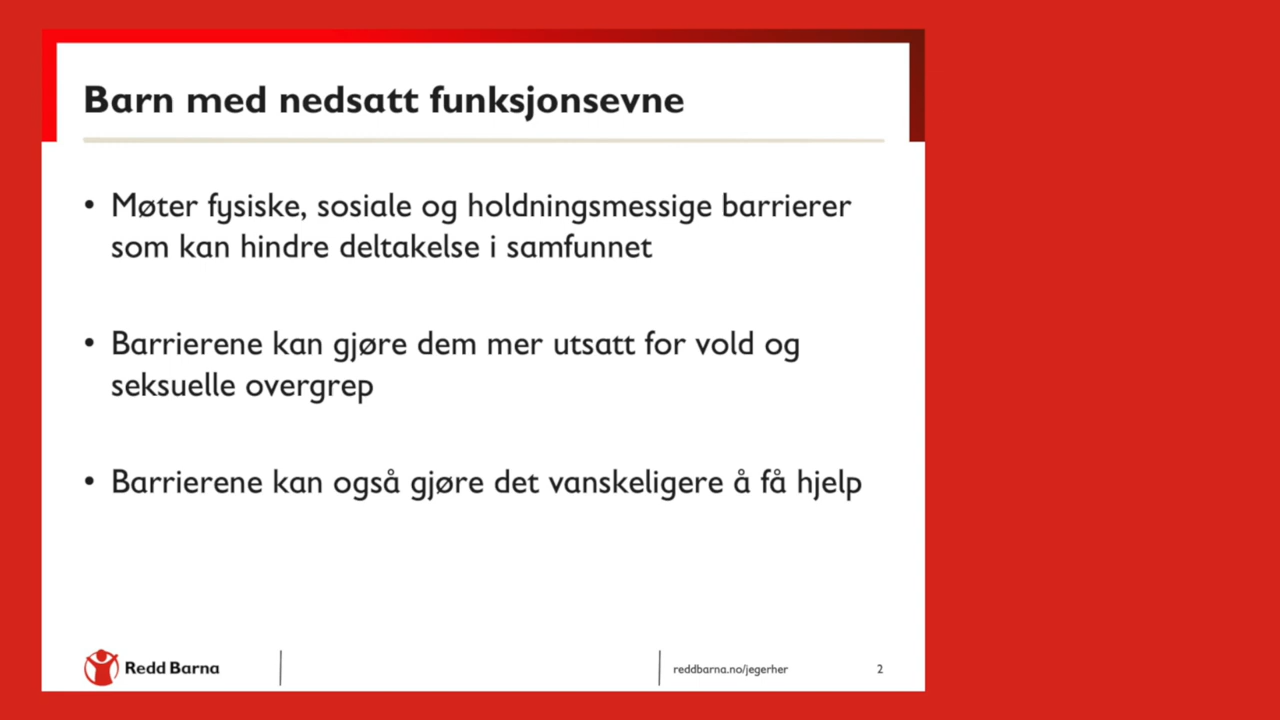 Barn med nedsatt funksjonsevne
• Møter fysiske, sosiale og holdningsmessige barrierer
som kan hindre deltakelse i samfunnet
• Barrierene kan gjøre dem mer utsatt for vold og
seksuelle overgrep
• Barrierene kan også gjøre det vanskeligere å få hjelp
Redd Barna
reddbarna.no/jegerher
2